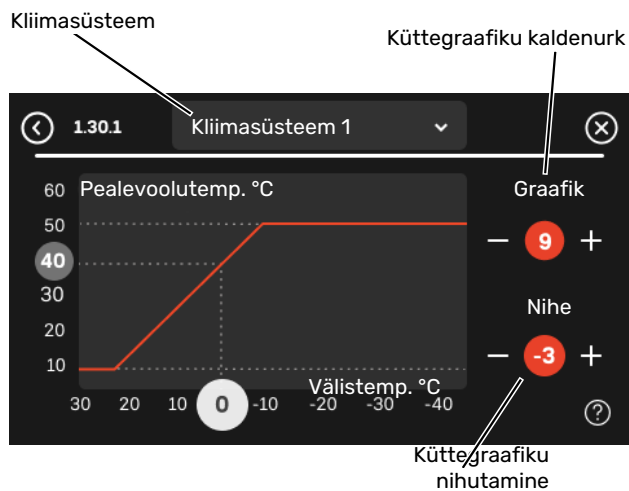 Kliimasüsteem
Küttegraafiku kaldenurk
1.30.1
Kliimasüsteem 1
60
Pealevoolutemp. °C
50
40
30
20
10
30 20 10 0 -10 -20 -30 -40
Välistemp. °C
Graafik
− 9 +
Nihe
− -3 +
?
Küttegraafiku
nihutamine